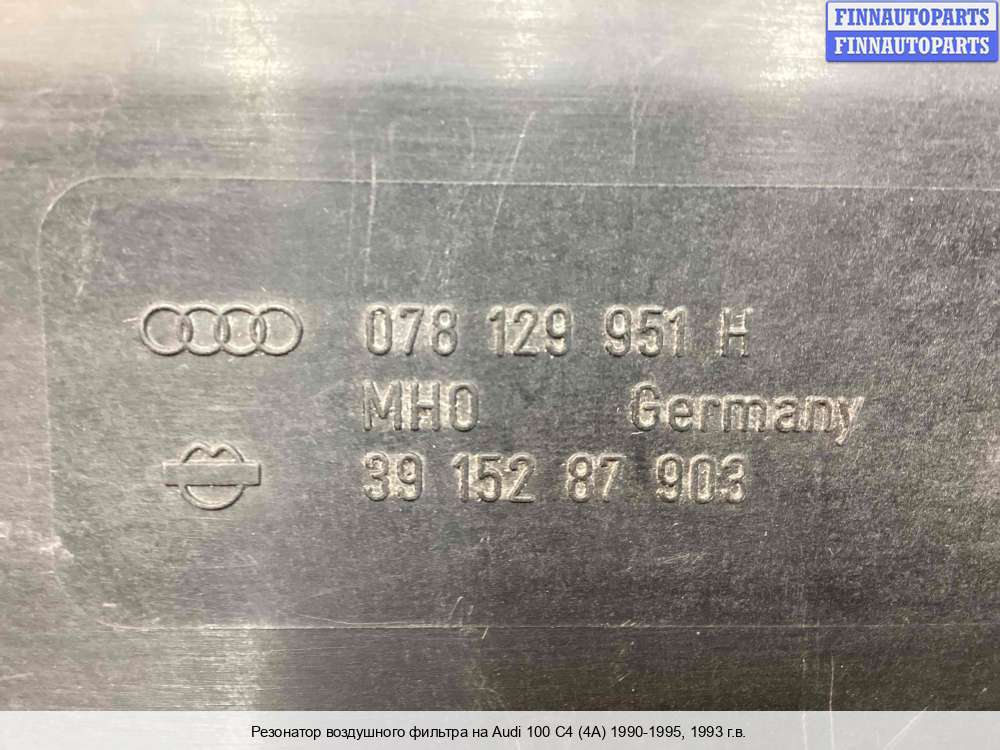 FINNAUTOPARTS
FINNAUTOPARTS
078 129 951 H
MHO Germany
39 152 87 903
Резонатор воздушного фильтра на Audi 100 C4 (4A) 1990-1995, 1993 г.в.